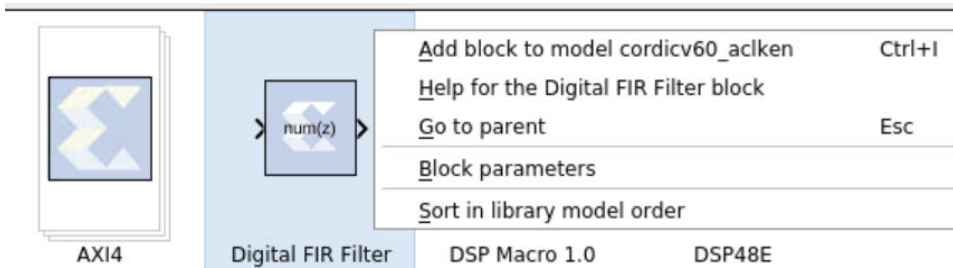 Add block to model cordicv60_aclken Ctrl+I
Help for the Digital FIR Filter block
num(z)
Go to parent Esc
Block parameters
Sort in library model order
AXI4 Digital FIR Filter DSP Macro 1.0 DSP48E